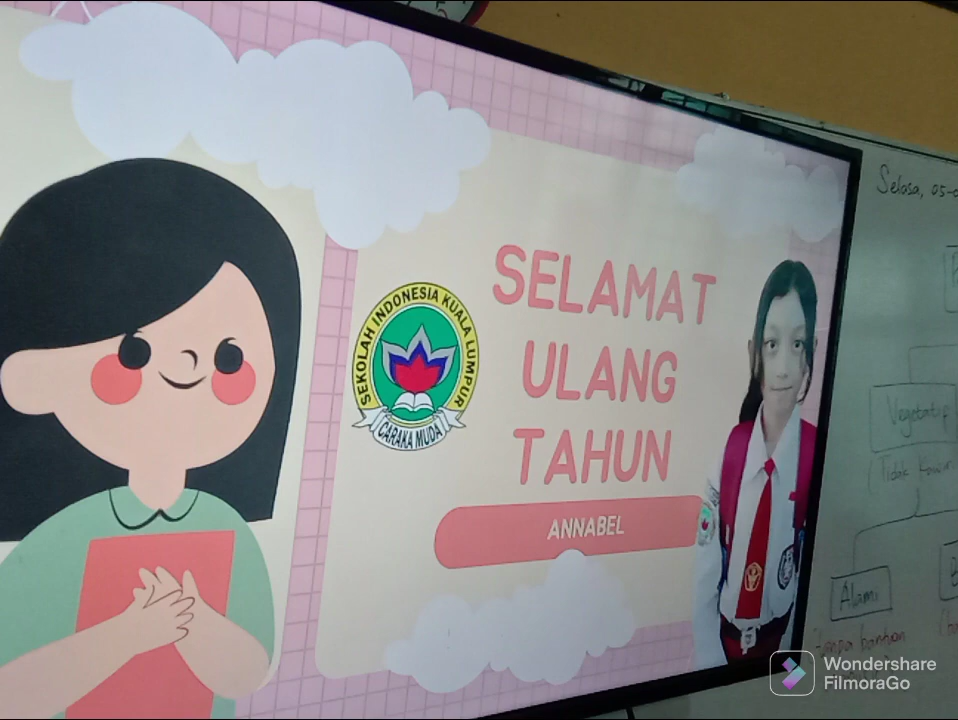 SELAMAT
ULANG
TAHUN
ANNABEL
SEKOLAH INDONESIA KUALA LUMPUR
CARAKA MUDA
Selasa, 05-
Vegetatif
Tidak
Alami
tanpa bantuan
Wondershare
FilmoraGo